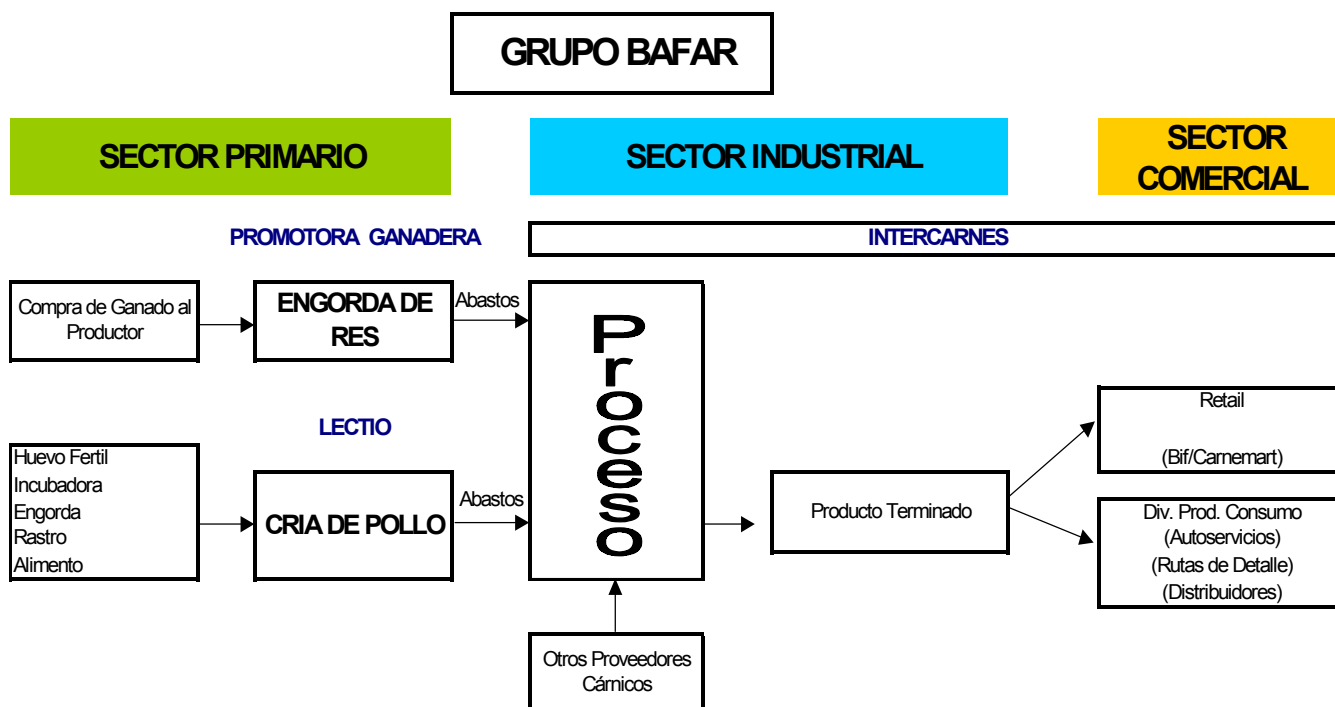 GRUPO BAFAR
SECTOR PRIMARIO
SECTOR INDUSTRIAL
SECTOR
COMERCIAL
PROMOTORA GANADERA
INTERCARNES
Compra de Ganado al
Productor
ENGORDA DE
RES
Abastos
Proceso
LECTIO
Huevo Fertil
Incubadora
Engorda
Rastro
Alimento
CRIA DE POLLO
Abastos
Otros Proveedores
Cárnicos
Producto Terminado
Retail
(Bif/Carnemart)
Div. Prod. Consumo
(Autoservicios)
(Rutas de Detalle)
(Distribuidores)